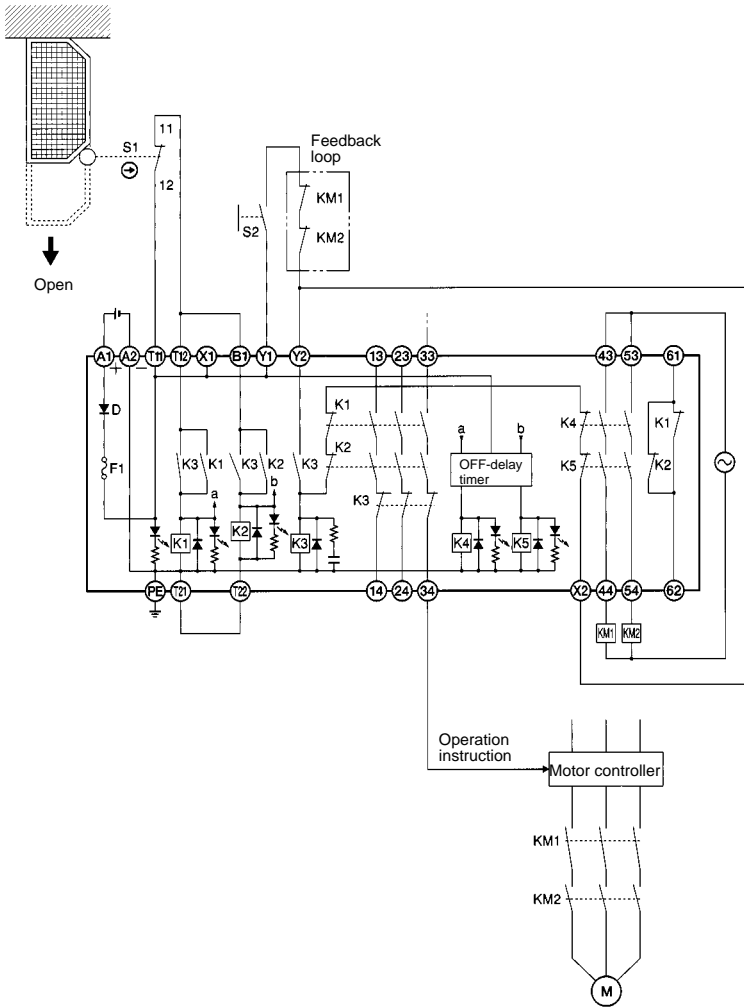 11
S1
12
Feedback
loop
KM1
S2
KM2
Open
A1 A2 T11 T12 X1 B1 Y1 Y2 13 23 33 43 53 61
+ −
D
F1
K3 K1 K3 K2 K3
K1
K2
K3
a b
OFF-delay
timer
K4
K5
K1
K2
a
b
K1 K2 K3 K4 K5
PE T21 T22 14 24 34 X2 44 54 62
KM1 KM2
Operation
instruction
Motor controller
KM1
KM2
M